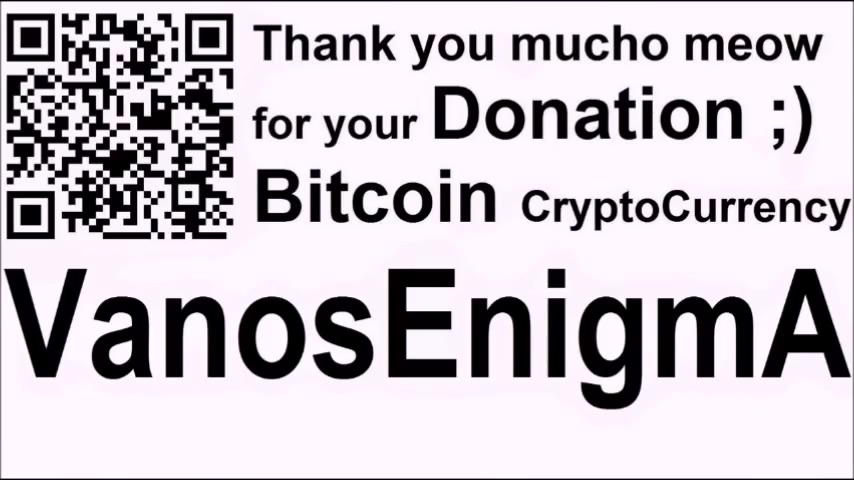 Thank you mucho meow
for your Donation ;)
Bitcoin CryptoCurrency
VanosEnigmA